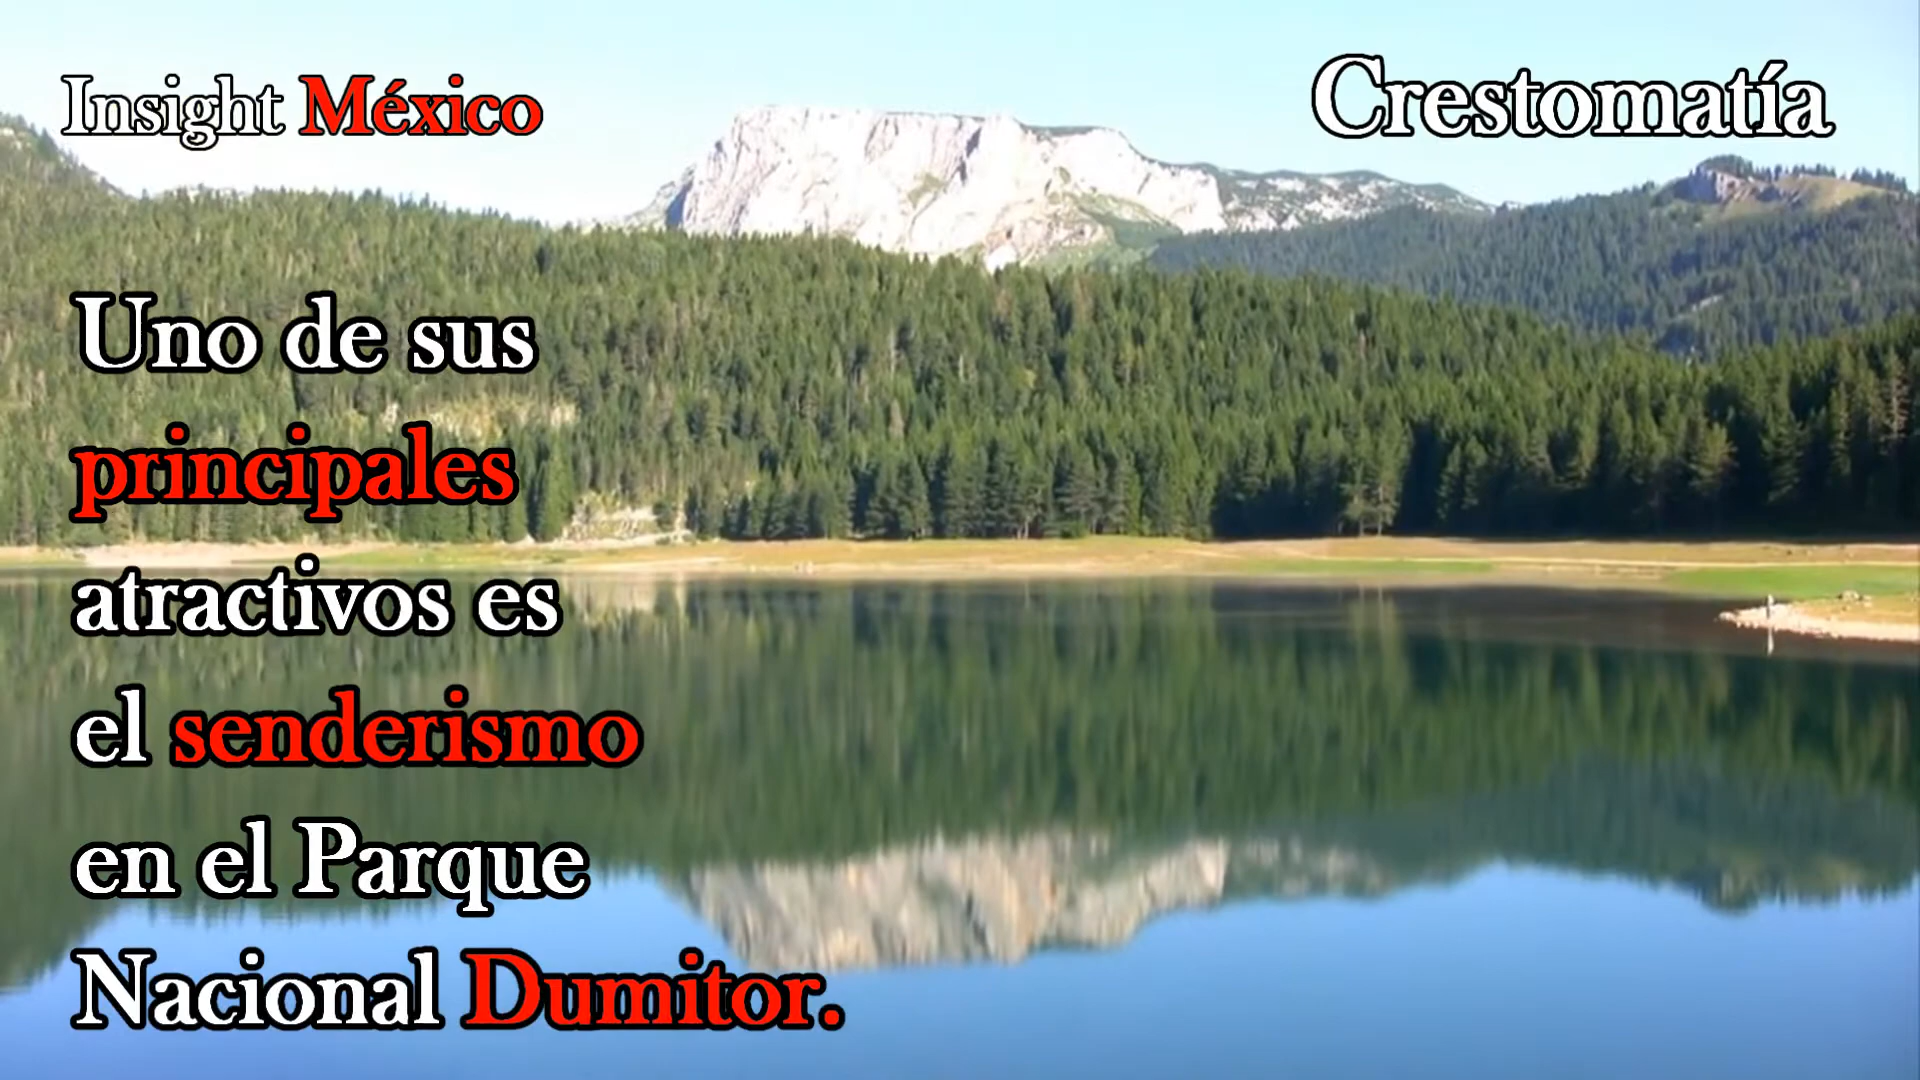 Insight México
Crestomatía
Uno de sus
principales
atractivos es
el senderismo
en el Parque
Nacional Dumitor.